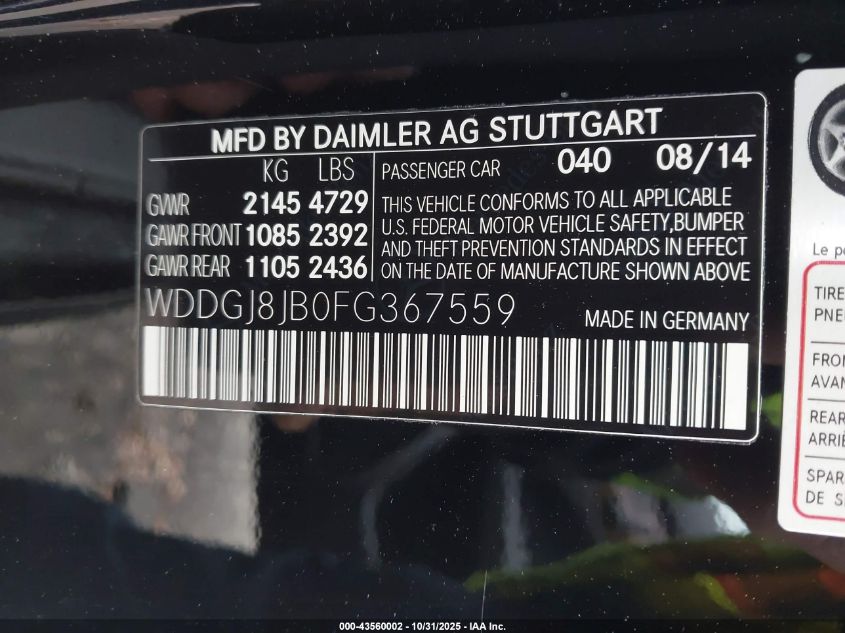 MFD BY DAIMLER AG STUTTGART
KG LBS
GVWR 2145 4729
GAWR FRONT 1085 2392
GAWR REAR 1105 2436
PASSENGER CAR 040 08/14
THIS VEHICLE CONFORMS TO ALL APPLICABLE
U.S. FEDERAL MOTOR VEHICLE SAFETY,BUMPER
AND THEFT PREVENTION STANDARDS IN EFFECT
ON THE DATE OF MANUFACTURE SHOWN ABOVE
WDDGJ8JB0FG367559
MADE IN GERMANY
Le
TIRE
FRON
AVAN
REAR
ARRIÈ
SPAR
DE
000-43560002 - 10/31/2025 - IAA Inc.